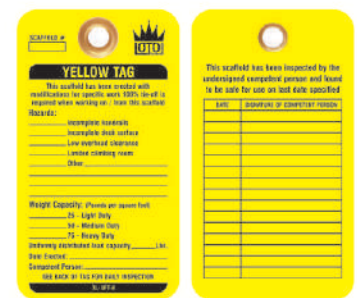 SCAFFOLD #
YELLOW TAG
This scaffold has been erected with
modifications for specific work 100% tie-off is
required when working on / from this scaffold
Hazards:
Incomplete handrails
Incomplete deck surface
Low overhead clearance
Limited climbing room
Other
Weight Capacity: (Pounds per square foot)
25 - Light Duty
50 - Medium Duty
75 - Heavy Duty
Uniformly distributed load capacity Lbs.
Date Erected:
Competent Person:
SEE BACK OF TAG FOR DAILY INSPECTION
This scaffold has been inspected by the
undersigned competent person and found
to be safe for use on last date specified
DATE SIGNATURE OF COMPETENT PERSON